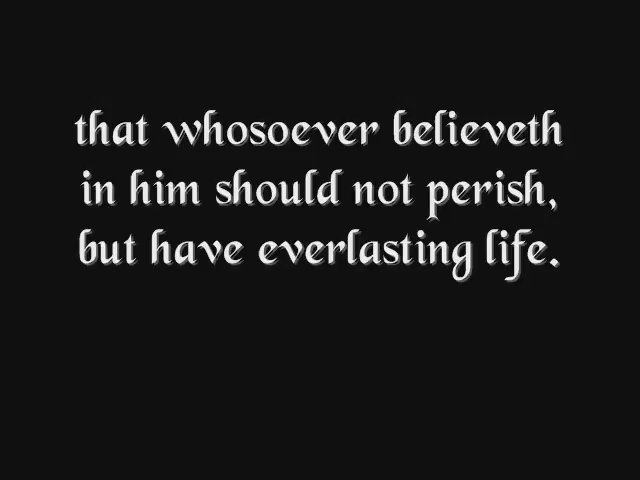 that whosoever believeth
in him should not perish,
but have everlasting life.